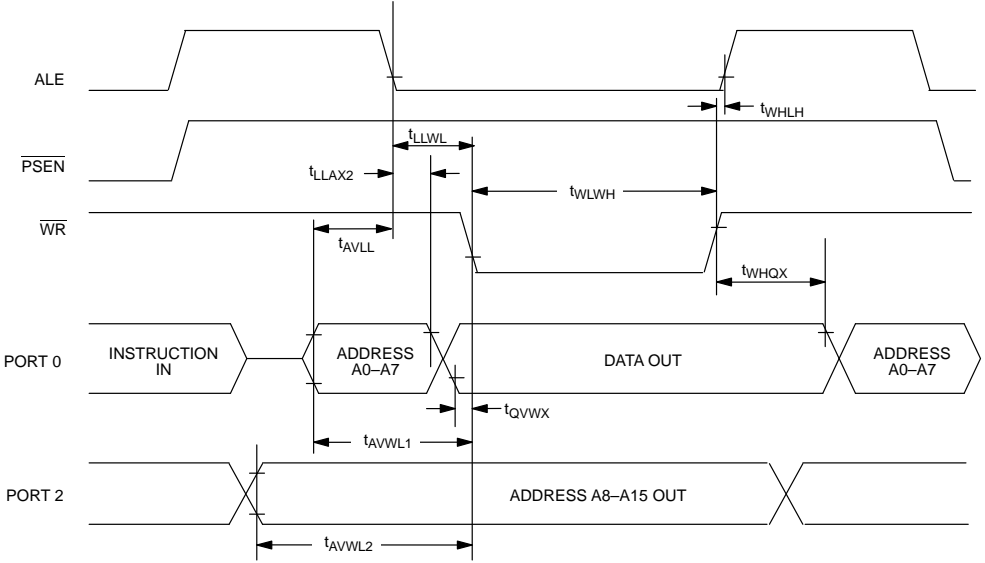 ALE
tWHLH
tLLWL
PSEN
tLLAX2
tWLWH
WR
tAVLL
tWHQX
PORT 0
INSTRUCTION
IN
ADDRESS
A0–A7
DATA OUT
ADDRESS
A0–A7
tQVWX
tAVWL1
PORT 2
ADDRESS A8–A15 OUT
tAVWL2